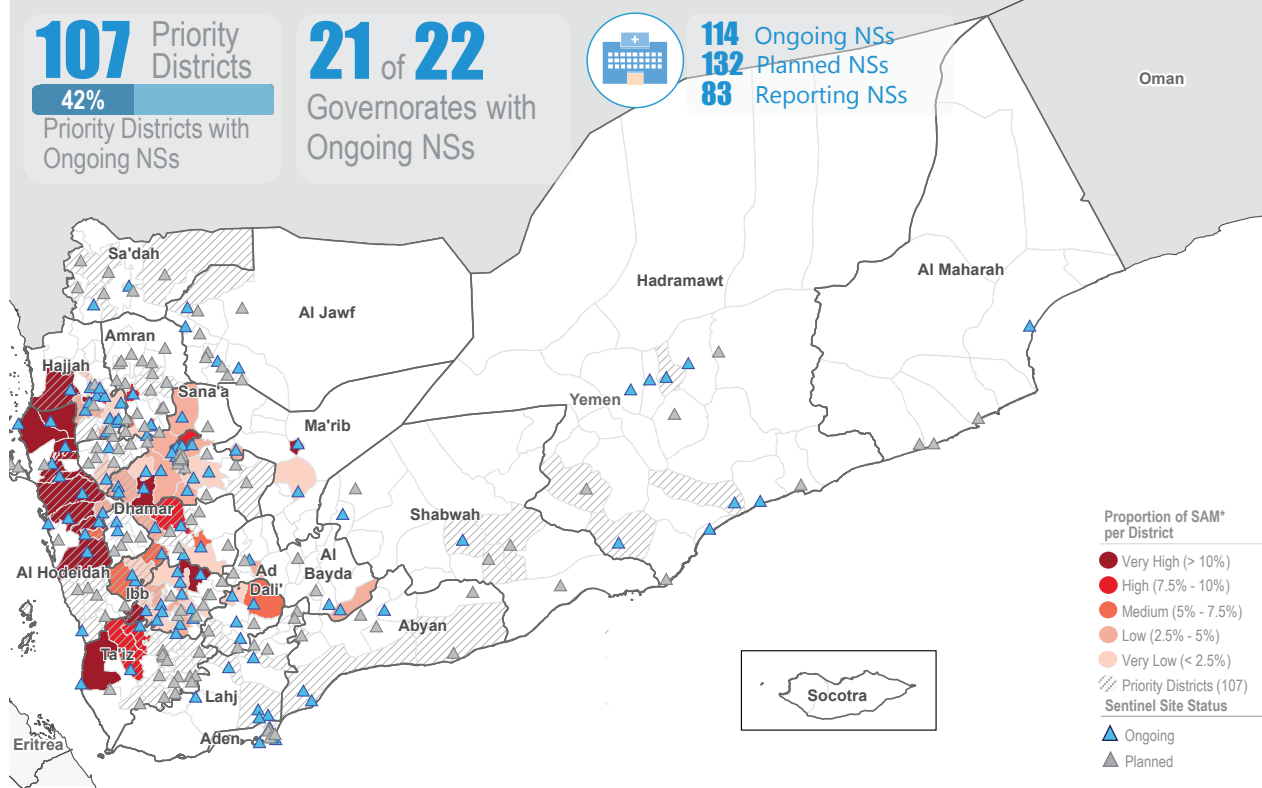 107 Priority
Districts
42%
Priority Districts with
Ongoing NSs
21 of 22
Governorates with
Ongoing NSs
114 Ongoing NSs
132 Planned NSs
83 Reporting NSs
Oman
Sa'dah
Al Jawf
Hadramawt
Al Maharah
Amran
Hajjah
Sana'a
Yemen
Ma'rib
Dhamar
Shabwah
Al Hodeidah
Ibb
Ad
Dali'
Al
Bayda
Abyan
Ta'iz
Lahj
Aden
Eritrea
Socotra
Proportion of SAM*
per District
Very High (> 10%)
High (7.5% - 10%)
Medium (5% - 7.5%)
Low (2.5% - 5%)
Very Low (< 2.5%)
Priority Districts (107)
Sentinel Site Status
Ongoing
Planned